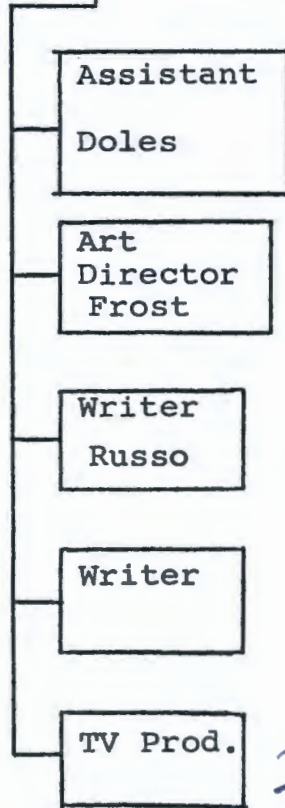 Assistant
Doles
Art
Director
Frost
Writer
Russo
Writer
TV Prod.